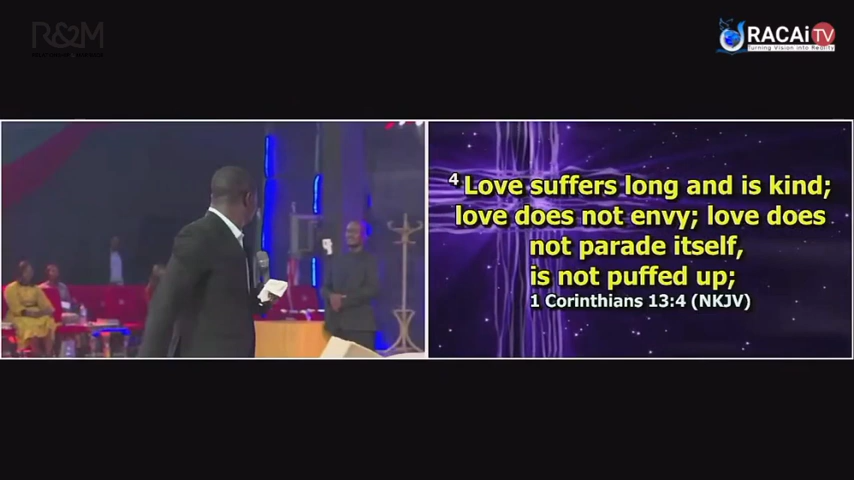 R&M
RACAi TV
Turning Vision into Reality
4 Love suffers long and is kind;
love does not envy; love does
not parade itself,
is not puffed up;
1 Corinthians 13:4 (NKJV)